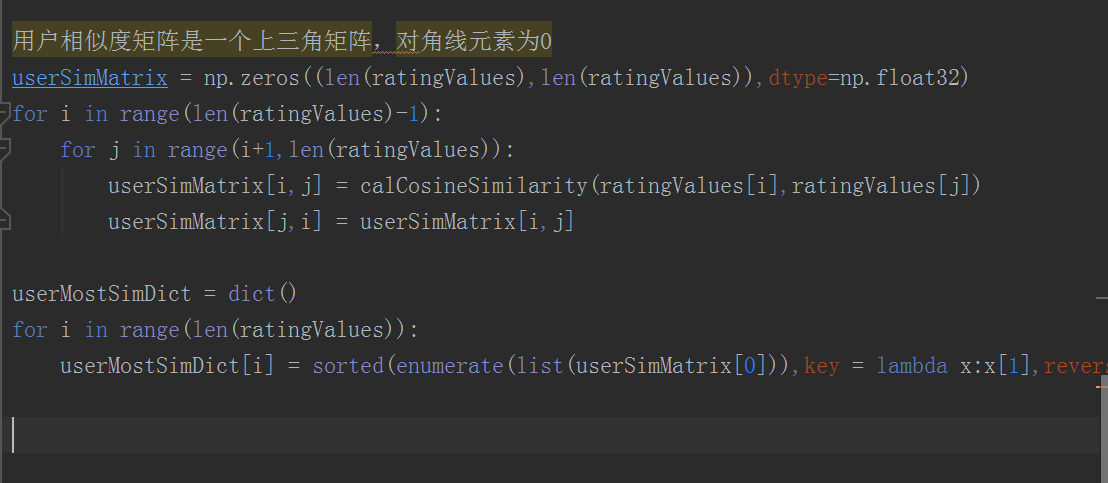 用户相似度矩阵是一个上三角矩阵，对角线元素为0
userSimMatrix = np.zeros((len(ratingValues),len(ratingValues)),dtype=np.float32)
for i in range(len(ratingValues)-1):
    for j in range(i+1,len(ratingValues)):
        userSimMatrix[i,j] = calCosineSimilarity(ratingValues[i],ratingValues[j])
        userSimMatrix[j,i] = userSimMatrix[i,j]
userMostSimDict = dict()
for i in range(len(ratingValues)):
    userMostSimDict[i] = sorted(enumerate(list(userSimMatrix[0])),key = lambda x:x[1],revers